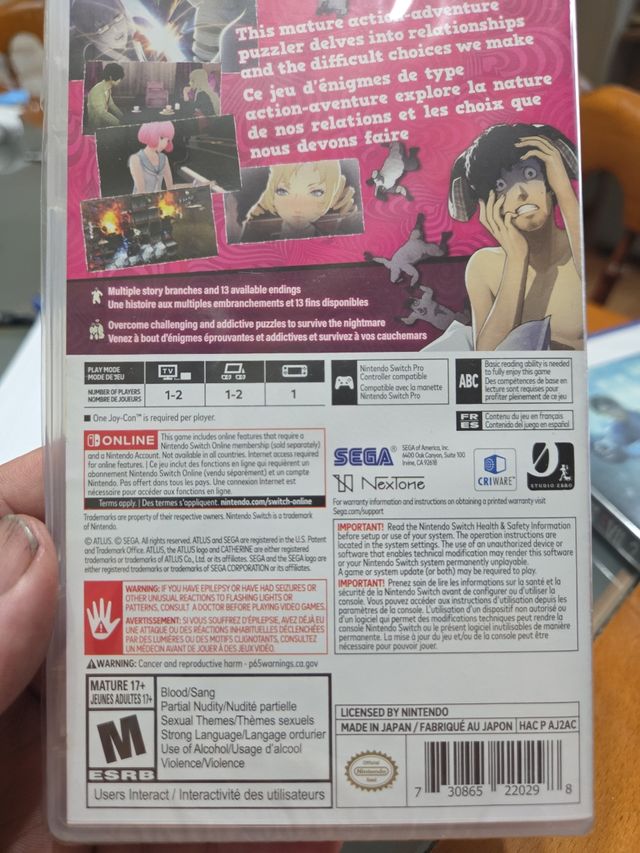 This mature action-adventure
puzzler delves into relationships
and the difficult choices we make
Ce jeu d'énigmes de type
action-aventure explore la nature
de nos relations et les choix que
nous devons faire
Multiple story branches and 13 available endings
Une histoire aux multiples embranchements et 13 fins disponibles
Overcome challenging and addictive puzzles to survive the nightmare
Venez à bout d'énigmes éprouvantes et addictives et survivez à vos cauchemars
PLAY MODE
MODE DE JEU
TV
NUMBER OF PLAYERS
NOMBRE DE JOUEURS
1-2
1-2
1
Nintendo Switch Pro
Controller compatible
Compatible avec la manette
Nintendo Switch Pro
ABC
Basic reading ability is needed
to fully enjoy this game
Des compétences de base en
lecture sont requises pour
profiter pleinement de ce jeu
One Joy-Con™ is required per player.
FR
ES
Contenu du jeu en français
Contenido del juego en español
ONLINE
This game includes online features that require a
Nintendo Switch Online membership (sold separately)
and a Nintendo Account. Not available in all countries. Internet access required
for online features. | Ce jeu inclut des fonctions en ligne qui requièrent un
abonnement Nintendo Switch Online (vendu séparément) et un compte
Nintendo. Pas offert dans tous les pays. Une connexion Internet est
nécessaire pour accéder aux fonctions en ligne.
Terms apply. | Des termes s'appliquent. nintendo.com/switch-online
Trademarks are property of their respective owners. Nintendo Switch is a trademark
of Nintendo.
© ATLUS. © SEGA. All rights reserved. ATLUS and SEGA are registered in the U.S. Patent
and Trademark Office. ATLUS, the ATLUS logo and CATHERINE are either registered
trademarks or trademarks of ATLUS Co., Ltd. or its affiliates. SEGA and the SEGA logo are
either registered trademarks or trademarks of SEGA CORPORATION or its affiliates.
SEGA®
SEGA of America, Inc.
6400 Oak Canyon, Suite 100
Irvine, CA 92618
NexTone
CRIWARE™
STUDIO ZERO
For warranty information and instructions on obtaining a printed warranty visit
Sega.com/support
IMPORTANT! Read the Nintendo Switch Health & Safety Information
before setup or use of your system. The operation instructions are
located in the system settings. The use of an unauthorized device or
software that enables technical modification may render this software
or your Nintendo Switch system permanently unplayable.
A game or system update (or both) may be required to play.
IMPORTANT! Prenez soin de lire les informations sur la santé et la
sécurité de la Nintendo Switch avant de configurer ou d'utiliser la
console. Vous pouvez accéder aux instructions d'utilisation depuis les
paramètres de la console. L'utilisation d'un dispositif non autorisé ou
d'un logiciel qui permet des modifications techniques peut rendre la
console Nintendo Switch ou le présent logiciel inutilisables de manière
permanente. La mise à jour du jeu et/ou de la console peut être
nécessaire pour pouvoir jouer.
WARNING: IF YOU HAVE EPILEPSY OR HAVE HAD SEIZURES OR
OTHER UNUSUAL REACTIONS TO FLASHING LIGHTS OR
PATTERNS, CONSULT A DOCTOR BEFORE PLAYING VIDEO GAMES.
AVERTISSEMENT: SI VOUS SOUFFREZ D'ÉPILEPSIE, AVEZ DÉJÀ EU
UNE ATTAQUE OU DES RÉACTIONS INHABITUELLES DÉCLENCHÉES
PAR DES LUMIÈRES OU DES MOTIFS CLIGNOTANTS, CONSULTEZ
UN MÉDECIN AVANT DE JOUER À DES JEUX VIDÉO.
WARNING: Cancer and reproductive harm - p65warnings.ca.gov
MATURE 17+
JEUNES ADULTES 17+
M
ESRB
Blood/Sang
Partial Nudity/Nudité partielle
Sexual Themes/Thèmes sexuels
Strong Language/Langage ordurier
Use of Alcohol/Usage d'alcool
Violence/Violence
Users Interact / Interactivité des utilisateurs
LICENSED BY NINTENDO
MADE IN JAPAN / FABRIQUÉ AU JAPON
HAC P AJ2AC
Official
Nintendo
Seal
7 30865 22029 8